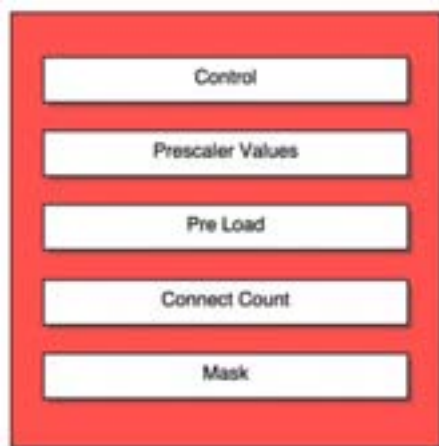 Control
Prescaler Values
Pre Load
Connect Count
Mask